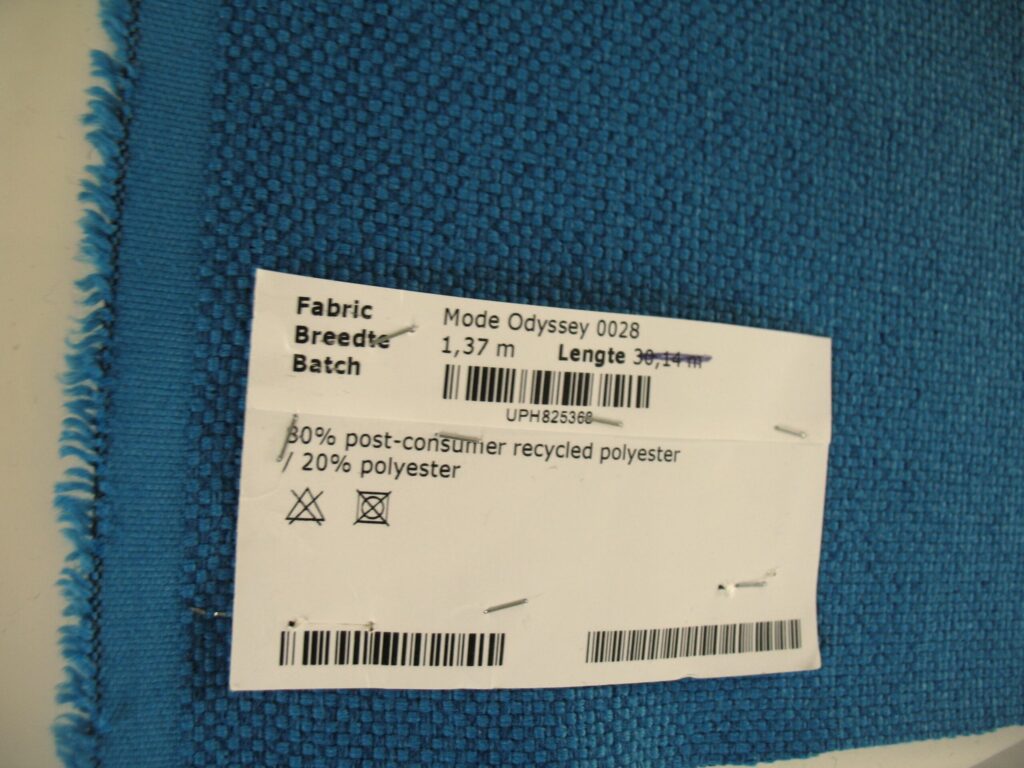 Fabric Mode Odyssey 0028
Breedte 1,37 m Lengte 30,14 m
Batch
UPH825368
80% post-consumer recycled polyester
/ 20% polyester